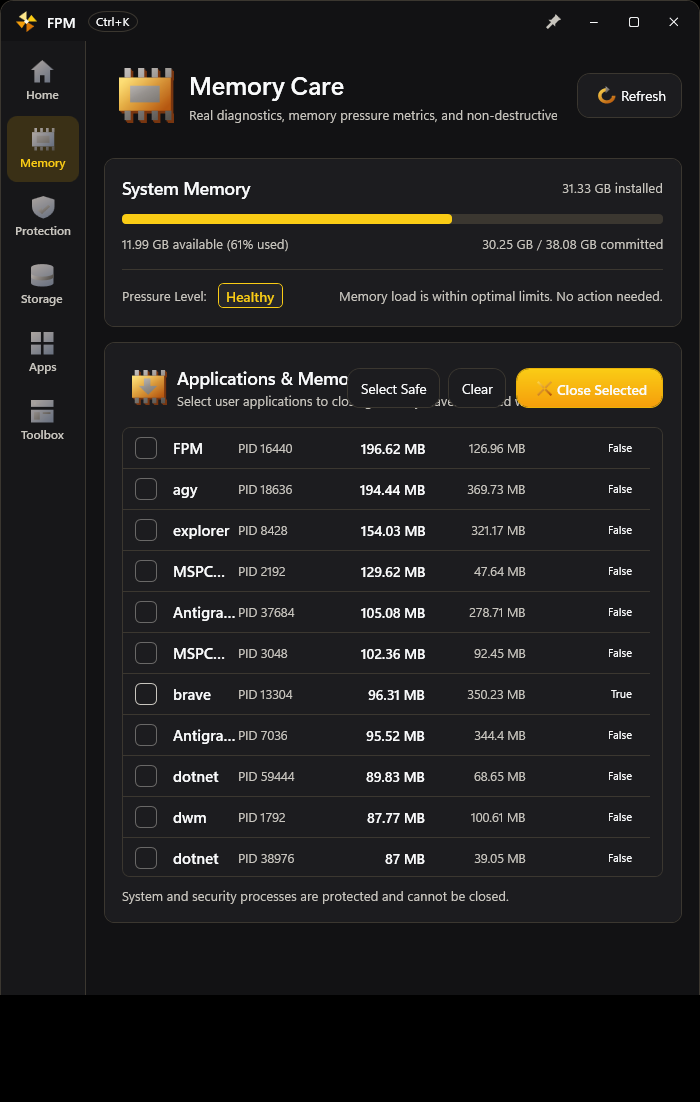 FPM Ctrl+K
Home
Memory
Protection
Storage
Apps
Toolbox
Memory Care
Real diagnostics, memory pressure metrics, and non-destructive
Refresh
System Memory
31.33 GB installed
11.99 GB available (61% used)
30.25 GB / 38.08 GB committed
Pressure Level: Healthy
Memory load is within optimal limits. No action needed.
Applications & Memo
Select user applications to clos
Select Safe
Clear
Close Selected
FPM PID 16440 196.62 MB 126.96 MB False
agy PID 18636 194.44 MB 369.73 MB False
explorer PID 8428 154.03 MB 321.17 MB False
MSPC... PID 2192 129.62 MB 47.64 MB False
Antigra... PID 37684 105.08 MB 278.71 MB False
MSPC... PID 3048 102.36 MB 92.45 MB False
brave PID 13304 96.31 MB 350.23 MB True
Antigra... PID 7036 95.52 MB 344.4 MB False
dotnet PID 59444 89.83 MB 68.65 MB False
dwm PID 1792 87.77 MB 100.61 MB False
dotnet PID 38976 87 MB 39.05 MB False
System and security processes are protected and cannot be closed.